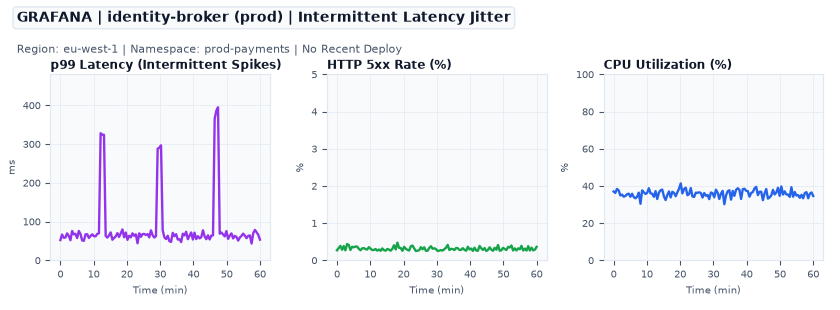 GRAFANA | identity-broker (prod) | Intermittent Latency Jitter
Region: eu-west-1 | Namespace: prod-payments | No Recent Deploy
p99 Latency (Intermittent Spikes)
ms
400
300
200
100
0
0 10 20 30 40 50 60
Time (min)
HTTP 5xx Rate (%)
%
5
4
3
2
1
0
0 10 20 30 40 50 60
Time (min)
CPU Utilization (%)
%
100
80
60
40
20
0
0 10 20 30 40 50 60
Time (min)